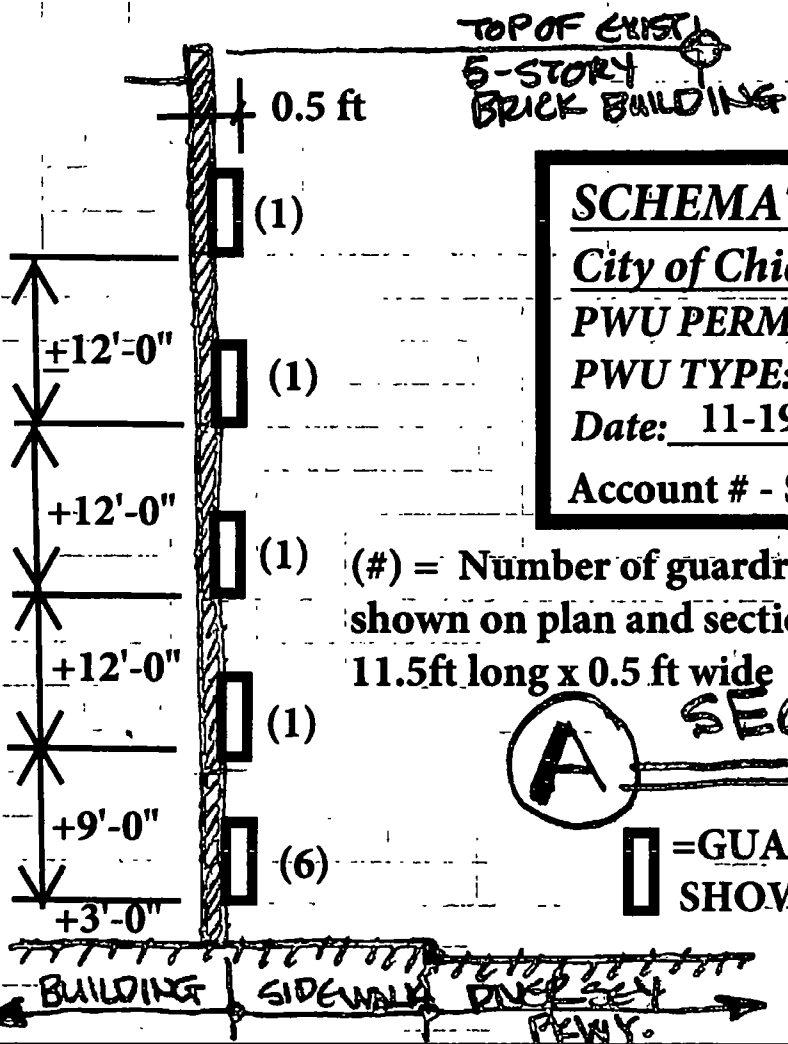 TOP OF EXIST.
5-STORY
BRICK BUILDING
0.5 ft
SCHEMA
City of Chi
PWU PERM
PWU TYPE:
Date: 11-19
Account # -
(1)
±12'-0"
(1)
+12'-0"
(1)
(#) = Number of guardr
shown on plan and secti
11.5ft long x 0.5 ft wide
+12'-0"
(1)
A
SEC
+9'-0"
(6)
=GUA
SHOW
+3'-0"
BUILDING
SIDEWALK
DIVERSEY
PKWY.